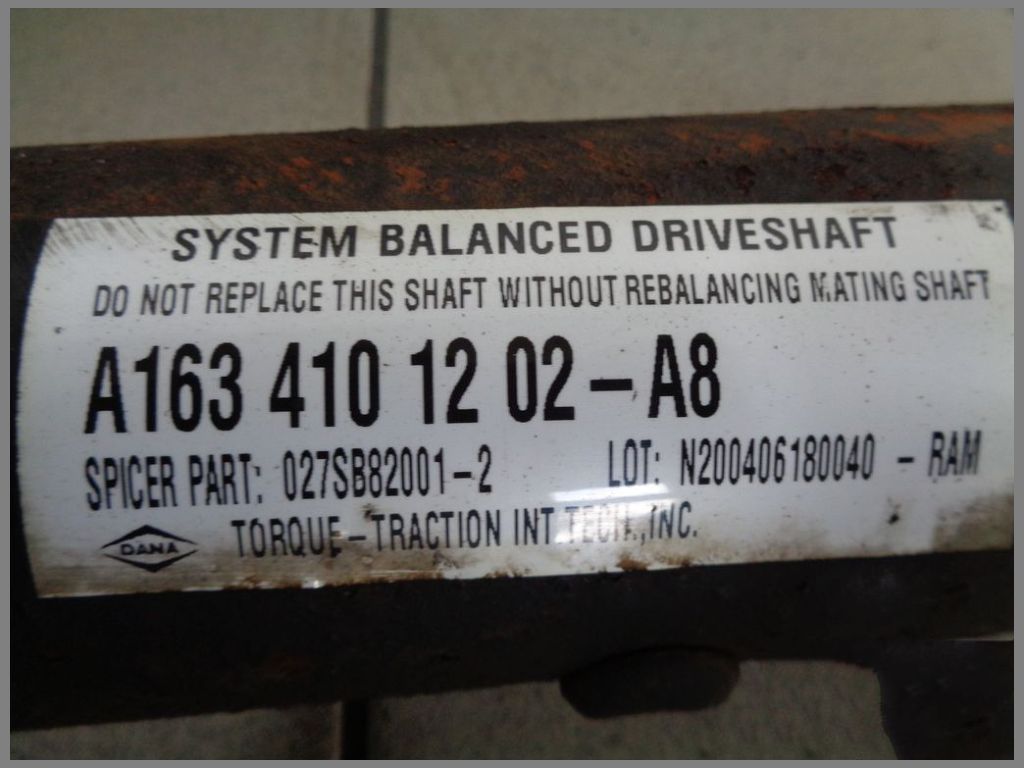 SYSTEM BALANCED DRIVESHAFT
DO NOT REPLACE THIS SHAFT WITHOUT REBALANCING MATING SHAFT
A163 410 12 02-A8
SPICER PART: 027SB82001-2 LOT: N200406180040 - RAM
DANA TORQUE-TRACTION INT.TECH.,INC.